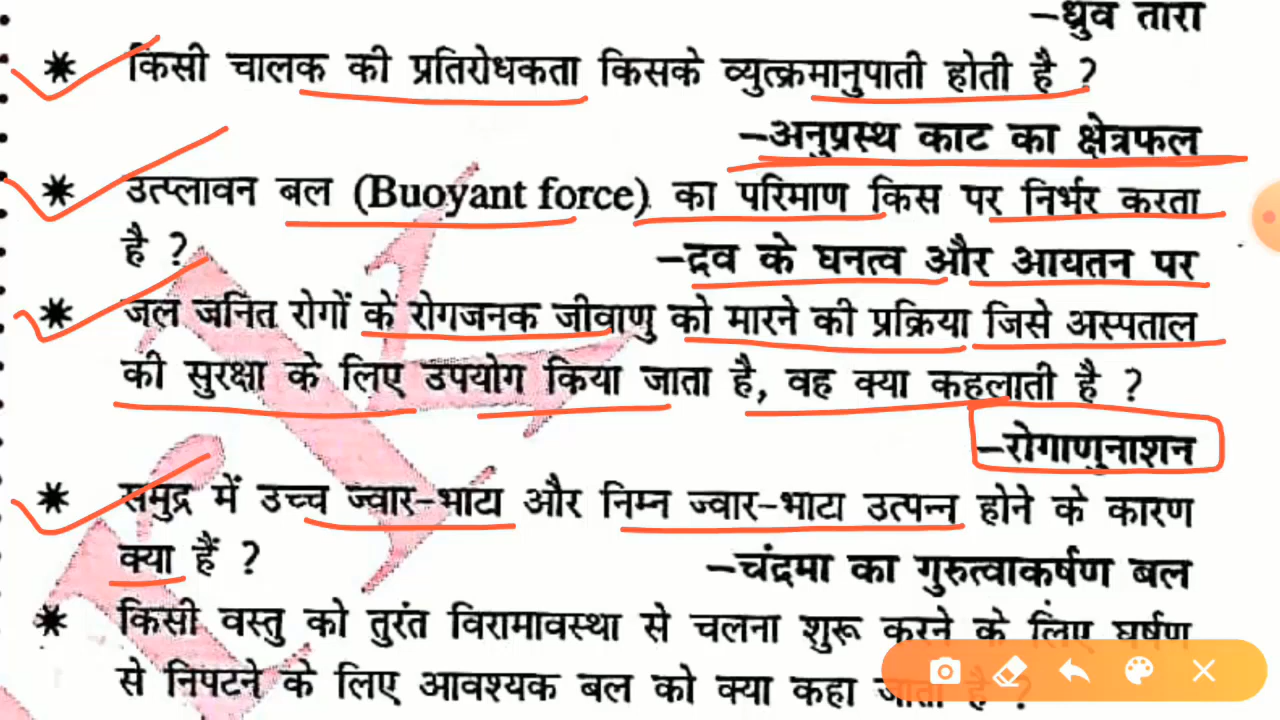 –ध्रुव तारा
* किसी चालक की प्रतिरोधकता किसके व्युत्क्रमानुपाती होती है ?
–अनुप्रस्थ काट का क्षेत्रफल
* उत्प्लावन बल (Buoyant force) का परिमाण किस पर निर्भर करता
है ? –द्रव के घनत्व और आयतन पर
* जल जनित रोगों के रोगजनक जीवाणु को मारने की प्रक्रिया जिसे अस्पताल
की सुरक्षा के लिए उपयोग किया जाता है, वह क्या कहलाती है ?
–रोगाणुनाशन
* समुद्र में उच्च ज्वार-भाटा और निम्न ज्वार-भाटा उत्पन्न होने के कारण
क्या हैं ? –चंद्रमा का गुरुत्वाकर्षण बल
* किसी वस्तु को तुरंत विरामावस्था से चलना शुरू करने के लिए घर्षण
से निपटने के लिए आवश्यक बल को क्या कहा जाता है ?